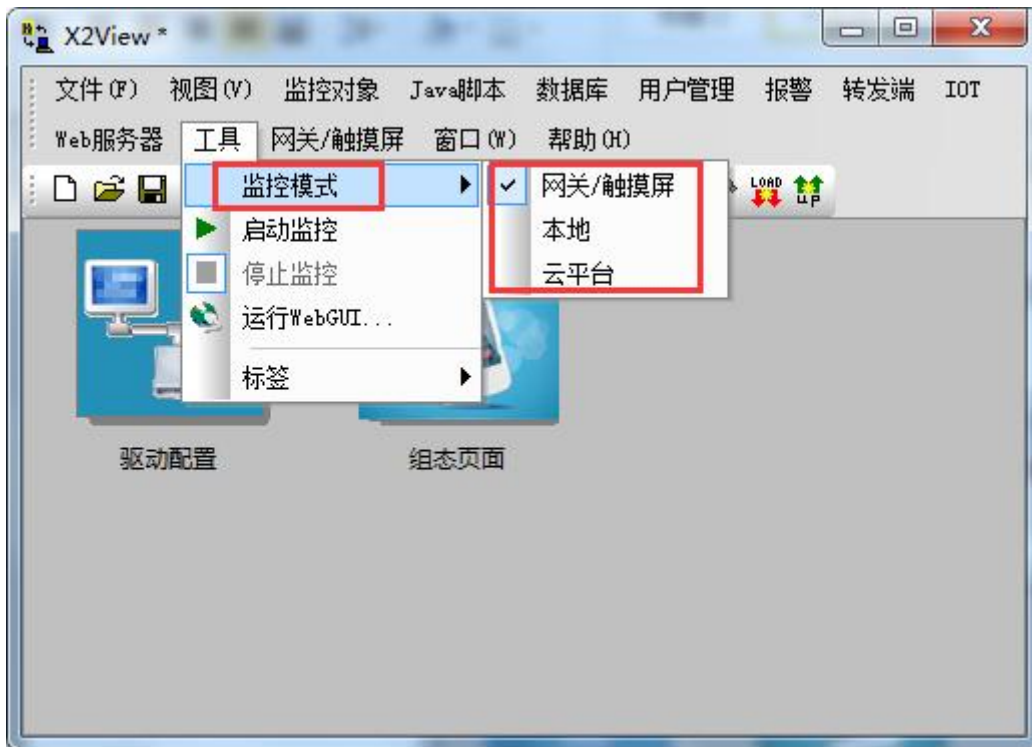 X2View *
文件(F) 视图(V) 监控对象 Java脚本 数据库 用户管理 报警 转发端 IOT
Web服务器 工具 网关/触摸屏 窗口(W) 帮助(H)
监控模式 网关/触摸屏
LOAD
UP
启动监控 本地
停止监控 云平台
运行WebGUI...
标签
驱动配置 组态页面